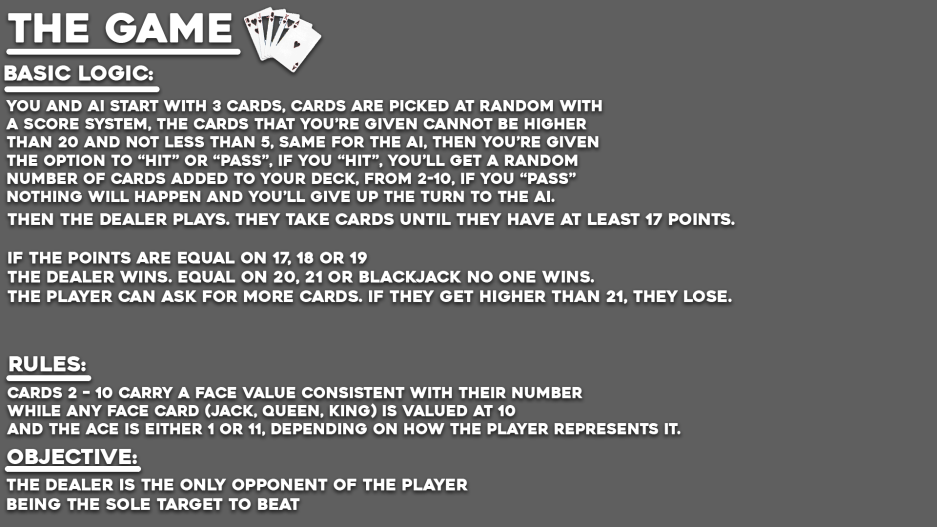 THE GAME
BASIC LOGIC:
YOU AND AI START WITH 3 CARDS, CARDS ARE PICKED AT RANDOM WITH
A SCORE SYSTEM, THE CARDS THAT YOU'RE GIVEN CANNOT BE HIGHER
THAN 20 AND NOT LESS THAN 5, SAME FOR THE AI, THEN YOU'RE GIVEN
THE OPTION TO “HIT” OR “PASS”, IF YOU “HIT”, YOU'LL GET A RANDOM
NUMBER OF CARDS ADDED TO YOUR DECK, FROM 2-10, IF YOU “PASS”
NOTHING WILL HAPPEN AND YOU'LL GIVE UP THE TURN TO THE AI.
THEN THE DEALER PLAYS. THEY TAKE CARDS UNTIL THEY HAVE AT LEAST 17 POINTS.
IF THE POINTS ARE EQUAL ON 17, 18 OR 19
THE DEALER WINS. EQUAL ON 20, 21 OR BLACKJACK NO ONE WINS.
THE PLAYER CAN ASK FOR MORE CARDS. IF THEY GET HIGHER THAN 21, THEY LOSE.
RULES:
CARDS 2 – 10 CARRY A FACE VALUE CONSISTENT WITH THEIR NUMBER
WHILE ANY FACE CARD (JACK, QUEEN, KING) IS VALUED AT 10
AND THE ACE IS EITHER 1 OR 11, DEPENDING ON HOW THE PLAYER REPRESENTS IT.
OBJECTIVE:
THE DEALER IS THE ONLY OPPONENT OF THE PLAYER
BEING THE SOLE TARGET TO BEAT